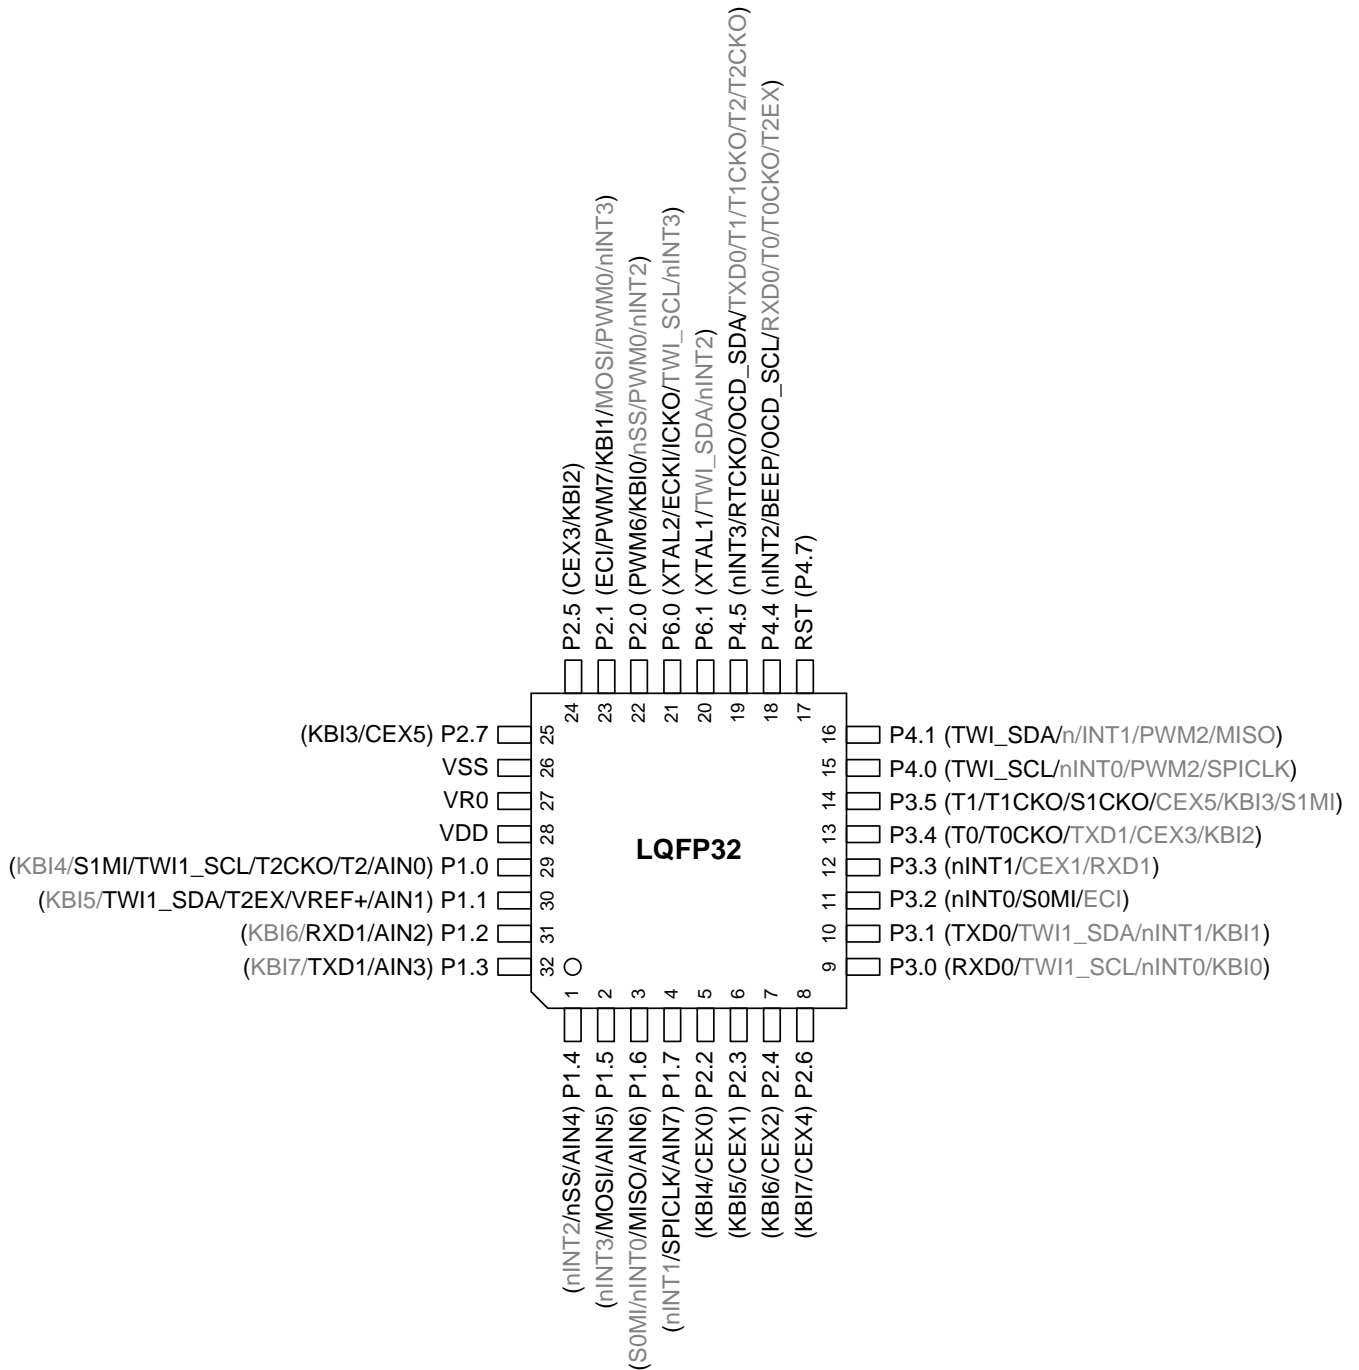 P2.5 (CEX3/KBI2)
P2.1 (ECI/PWM7/KBI1/MOSI/PWM0/nINT3)
P2.0 (PWM6/KBI0/nSS/PWM0/nINT2)
P6.0 (XTAL2/ECKI/ICKO/TWI_SCL/nINT3)
P6.1 (XTAL1/TWI_SDA/nINT2)
P4.5 (nINT3/RTCKO/OCD_SDA/TXD0/T1/T1CKO/T2/T2CKO)
P4.4 (nINT2/BEEP/OCD_SCL/RXD0/T0/T0CKO/T2EX)
RST (P4.7)
24
23
22
21
20
19
18
17
(KBI3/CEX5) P2.7
25
VSS
26
VR0
27
VDD
28
(KBI4/S1MI/TWI1_SCL/T2CKO/T2/AIN0) P1.0
29
(KBI5/TWI1_SDA/T2EX/VREF+/AIN1) P1.1
30
(KBI6/RXD1/AIN2) P1.2
31
(KBI7/TXD1/AIN3) P1.3
32
LQFP32
16
P4.1 (TWI_SDA/n/INT1/PWM2/MISO)
15
P4.0 (TWI_SCL/nINT0/PWM2/SPICLK)
14
P3.5 (T1/T1CKO/S1CKO/CEX5/KBI3/S1MI)
13
P3.4 (T0/T0CKO/TXD1/CEX3/KBI2)
12
P3.3 (nINT1/CEX1/RXD1)
11
P3.2 (nINT0/S0MI/ECI)
10
P3.1 (TXD0/TWI1_SDA/nINT1/KBI1)
9
P3.0 (RXD0/TWI1_SCL/nINT0/KBI0)
1
2
3
4
5
6
7
8
(nINT2/nSS/AIN4) P1.4
(nINT3/MOSI/AIN5) P1.5
(S0MI/nINT0/MISO/AIN6) P1.6
(nINT1/SPICLK/AIN7) P1.7
(KBI4/CEX0) P2.2
(KBI5/CEX1) P2.3
(KBI6/CEX2) P2.4
(KBI7/CEX4) P2.6